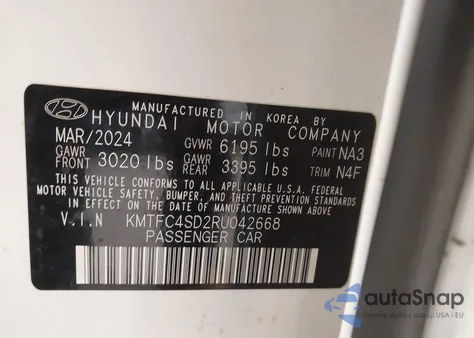 MANUFACTURED IN KOREA BY
HYUNDAI MOTOR COMPANY
MAR/2024 GVWR 6195 lbs PAINT NA3
GAWR FRONT 3020 lbs GAWR REAR 3395 lbs TRIM N4F
THIS VEHICLE CONFORMS TO ALL APPLICABLE U.S.A. FEDERAL
MOTOR VEHICLE SAFETY, BUMPER, AND THEFT PREVENTION STANDARDS
IN EFFECT ON THE DATE OF MANUFACTURE SHOWN ABOVE.
V.I.N KMTFC4SD2RU042668
PASSENGER CAR
autoSnap
z USA i EU